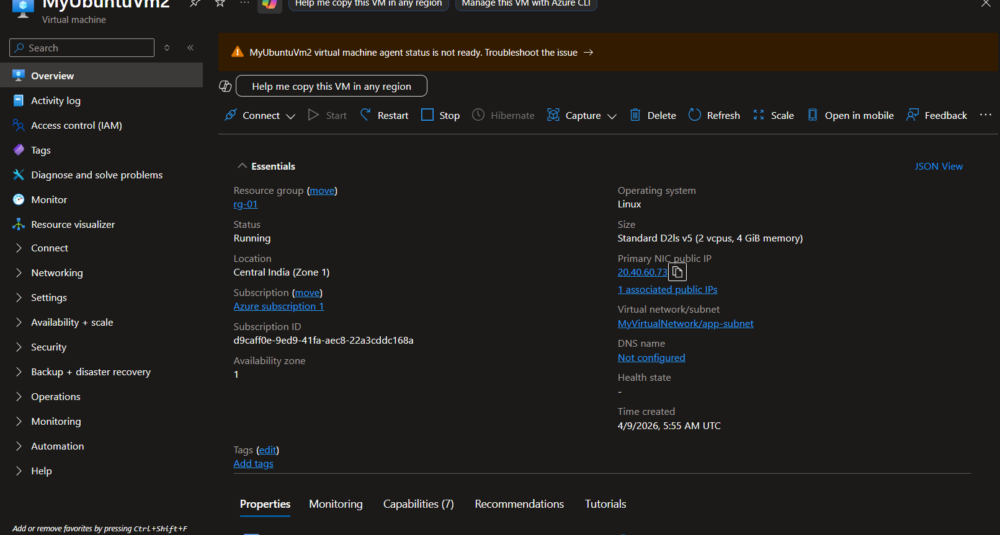 MyUbuntuVm2
Help me copy this VM in any region
Manage this VM with Azure CLI
Virtual machine
Search
MyUbuntuVm2 virtual machine agent status is not ready. Troubleshoot the issue →
Help me copy this VM in any region
Connect
Start
Restart
Stop
Hibernate
Capture
Delete
Refresh
Scale
Open in mobile
Feedback
Overview
Activity log
Access control (IAM)
Tags
Diagnose and solve problems
Monitor
Resource visualizer
Connect
Networking
Settings
Availability + scale
Security
Backup + disaster recovery
Operations
Monitoring
Automation
Help
Add or remove favorites by pressing Ctrl+Shift+F
Essentials
JSON View
Resource group (move)
rg-01
Status
Running
Location
Central India (Zone 1)
Subscription (move)
Azure subscription 1
Subscription ID
d9caff0e-9ed9-41fa-aec8-22a3cddc168a
Availability zone
1
Operating system
Linux
Size
Standard D2ls v5 (2 vcpus, 4 GiB memory)
Primary NIC public IP
20.40.60.73
1 associated public IPs
Virtual network/subnet
MyVirtualNetwork/app-subnet
DNS name
Not configured
Health state
-
Time created
4/9/2026, 5:55 AM UTC
Tags (edit)
Add tags
Properties
Monitoring
Capabilities (7)
Recommendations
Tutorials